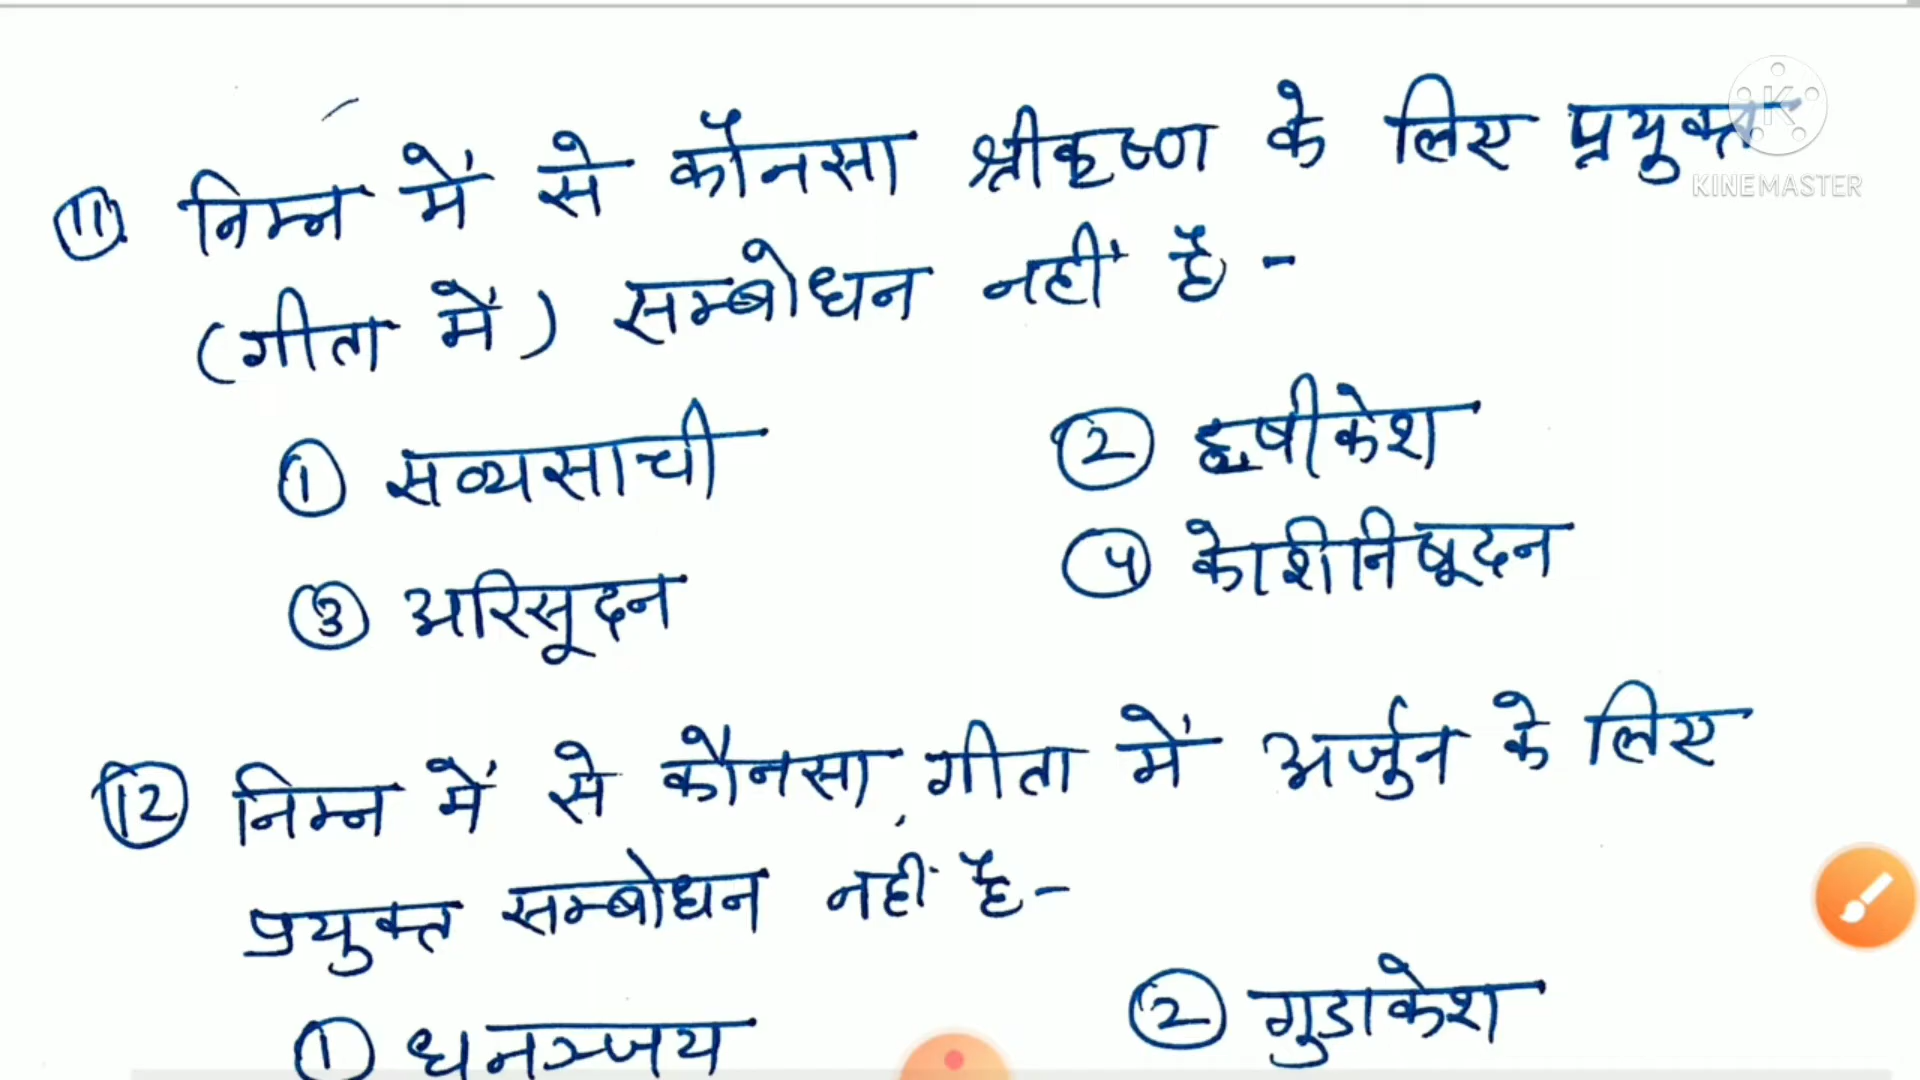 11. निम्न में से कौनसा श्रीकृष्ण के लिए प्रयुक्त
(गीता में) सम्बोधन नहीं है -
1 सव्यसाची
2 हृषीकेश
3 अरिसूदन
4 केशीनिषूदन
12 निम्न में से कौनसा, गीता में अर्जुन के लिए
प्रयुक्त सम्बोधन नहीं है -
1 धनञ्जय
2 गुडाकेश
K
KINEMASTER